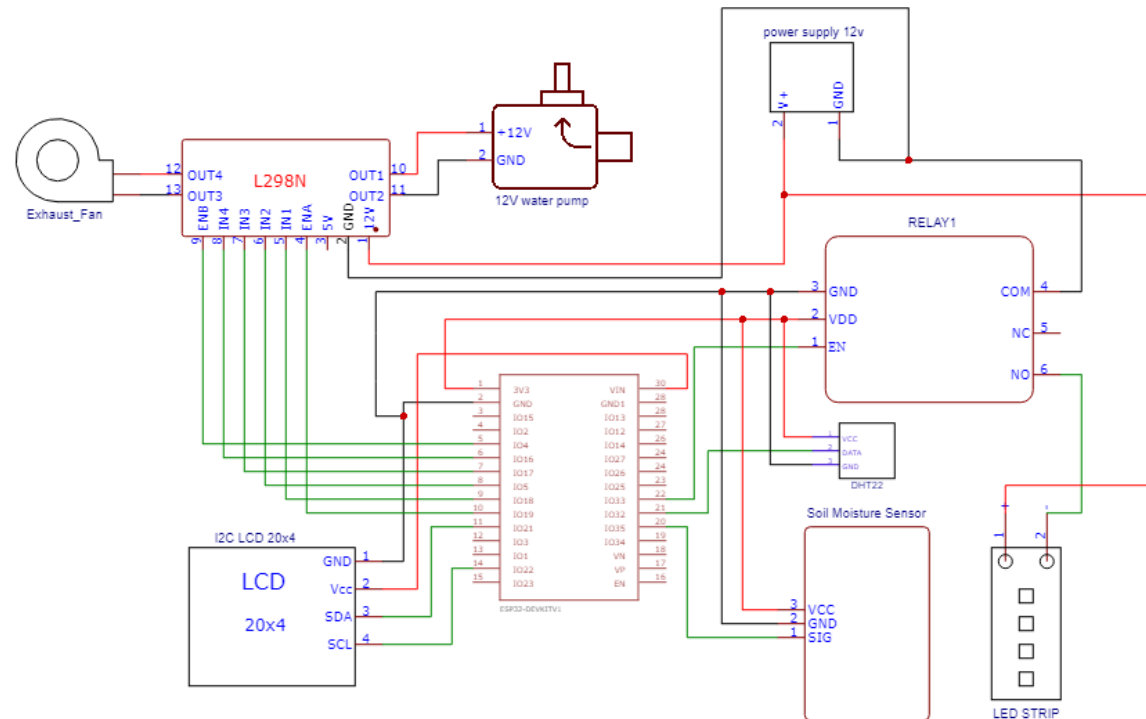 power supply 12v
V+
GND
2
1
Exhaust_Fan
12
13
OUT4
OUT3
L298N
OUT1
OUT2
10
11
ENB
IN4
IN3
IN2
IN1
ENA
5V
GND
12V
9
8
7
6
5
4
3
2
1
1
2
+12V
GND
12V water pump
RELAY1
3 GND
2 VDD
1 EN
COM 4
NC 5
NO 6
1 3V3
2 GND
3 IO15
4 IO2
5 IO4
6 IO16
7 IO17
8 IO5
9 IO18
10 IO19
11 IO21
12 IO3
13 IO1
14 IO22
15 IO23
VIN 30
GND1 28
IO13 28
IO12 27
IO14 26
IO27 24
IO26 24
IO25 23
IO33 22
IO32 21
IO35 20
IO34 19
VN 18
VP 17
EN 16
ESP32-DEVKITV1
1 VCC
2 DATA
3 GND
DHT22
Soil Moisture Sensor
3 VCC
2 GND
1 SIG
I2C LCD 20x4
LCD
20x4
GND 1
Vcc 2
SDA 3
SCL 4
+
-
1
2
LED STRIP